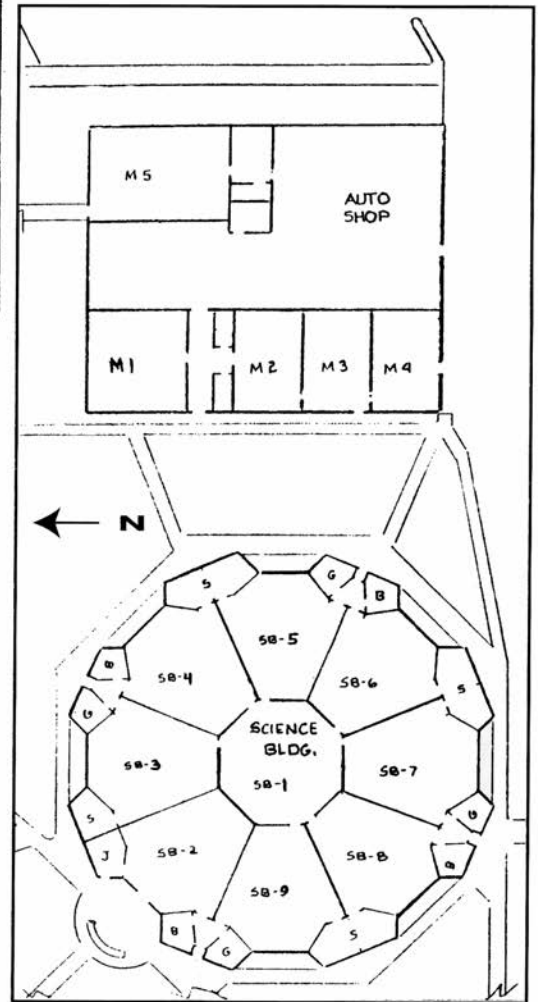 M5
AUTO
SHOP
M1
M2
M3
M4
N
S
G
B
SB-5
B
SB-4
SB-6
S
G
SCIENCE
BLDG.
SB-3
SB-1
SB-7
S
G
J
SB-2
SB-8
B
SB-9
B
G
S
N